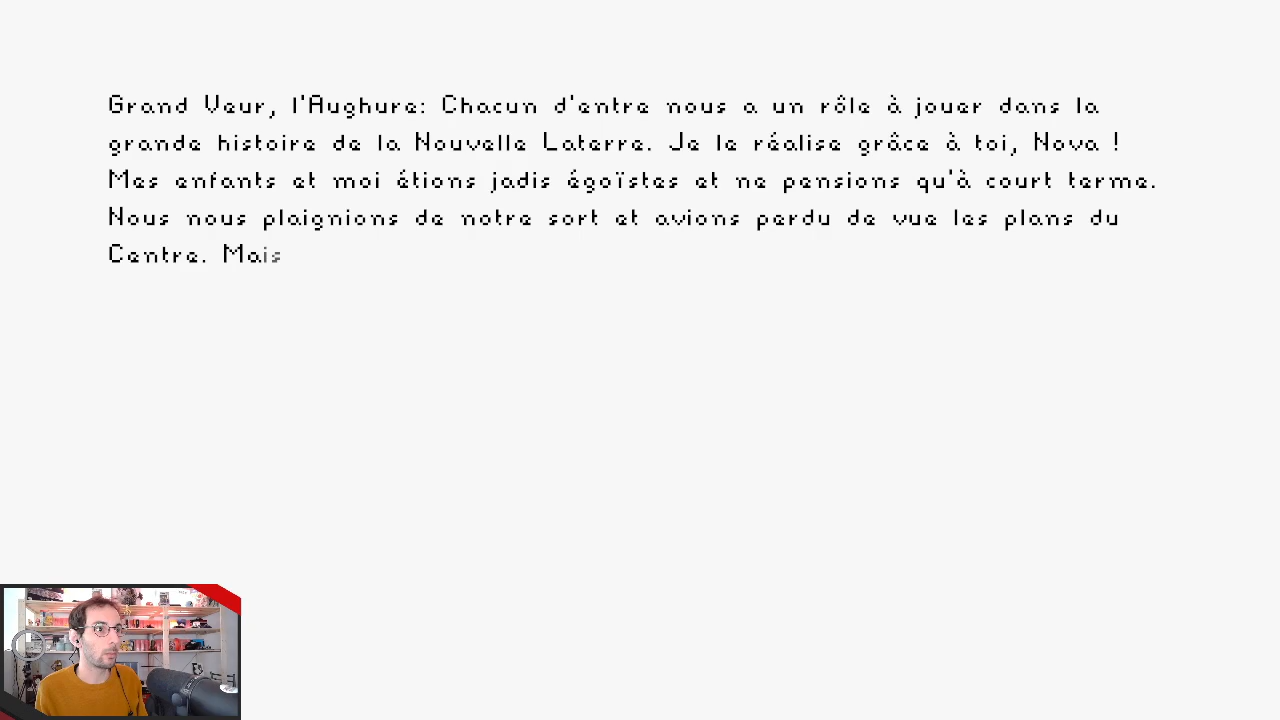 Grand Veur, l'Aughure: Chacun d'entre nous a un rôle à jouer dans la
grande histoire de la Nouvelle Laterre. Je le réalise grâce à toi, Nova !
Mes enfants et moi étions jadis égoïstes et ne pensions qu'à court terme.
Nous nous plaignions de notre sort et avions perdu de vue les plans du
Centre. Mais